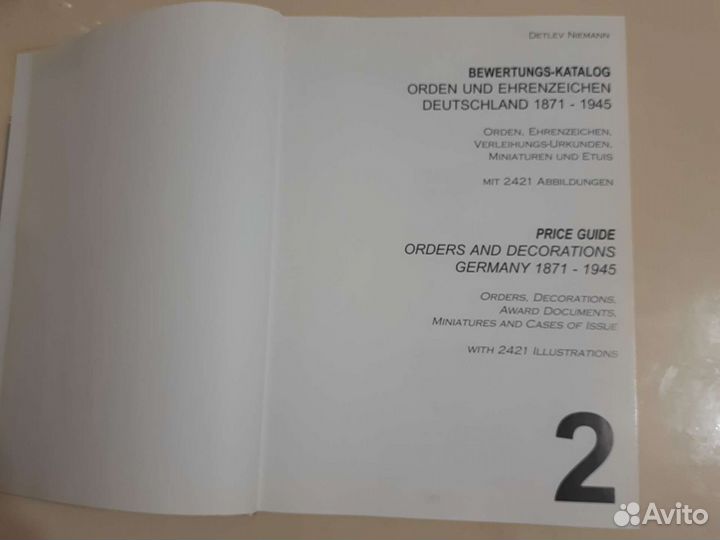 DETLEV NIEMANN
BEWERTUNGS-KATALOG
ORDEN UND EHRENZEICHEN
DEUTSCHLAND 1871 - 1945
ORDEN, EHRENZEICHEN,
VERLEIHUNGS-URKUNDEN,
MINIATUREN UND ETUIS
MIT 2421 ABBILDUNGEN
PRICE GUIDE
ORDERS AND DECORATIONS
GERMANY 1871 - 1945
ORDERS, DECORATIONS,
AWARD DOCUMENTS,
MINIATURES AND CASES OF ISSUE
WITH 2421 ILLUSTRATIONS
2
Avito